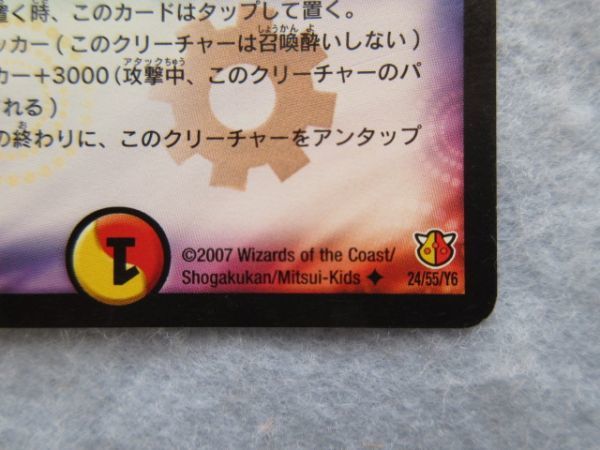 置く時、このカードはタップして置く。
ッカー(このクリーチャーは召喚酔いしない)
カー+3000(攻撃中、このクリーチャーのパ
れる)
の終わりに、このクリーチャーをアンタップ
1
©2007 Wizards of the Coast/
Shogakukan/Mitsui-Kids
24/55/Y6